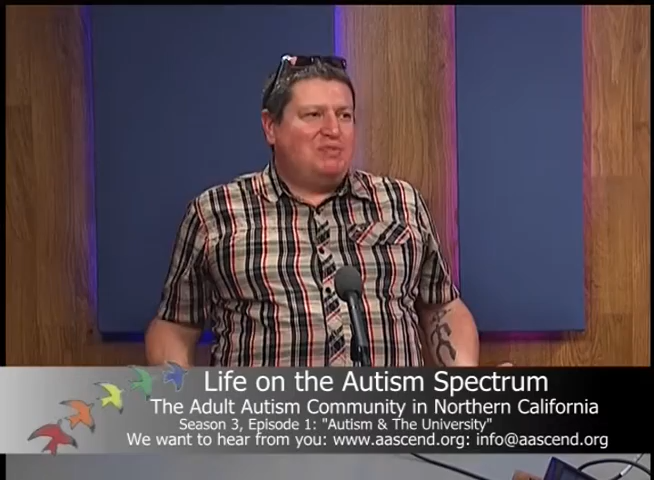 Life on the Autism Spectrum
The Adult Autism Community in Northern California
Season 3, Episode 1: "Autism & The University"
We want to hear from you: www.aascend.org: info@aascend.org